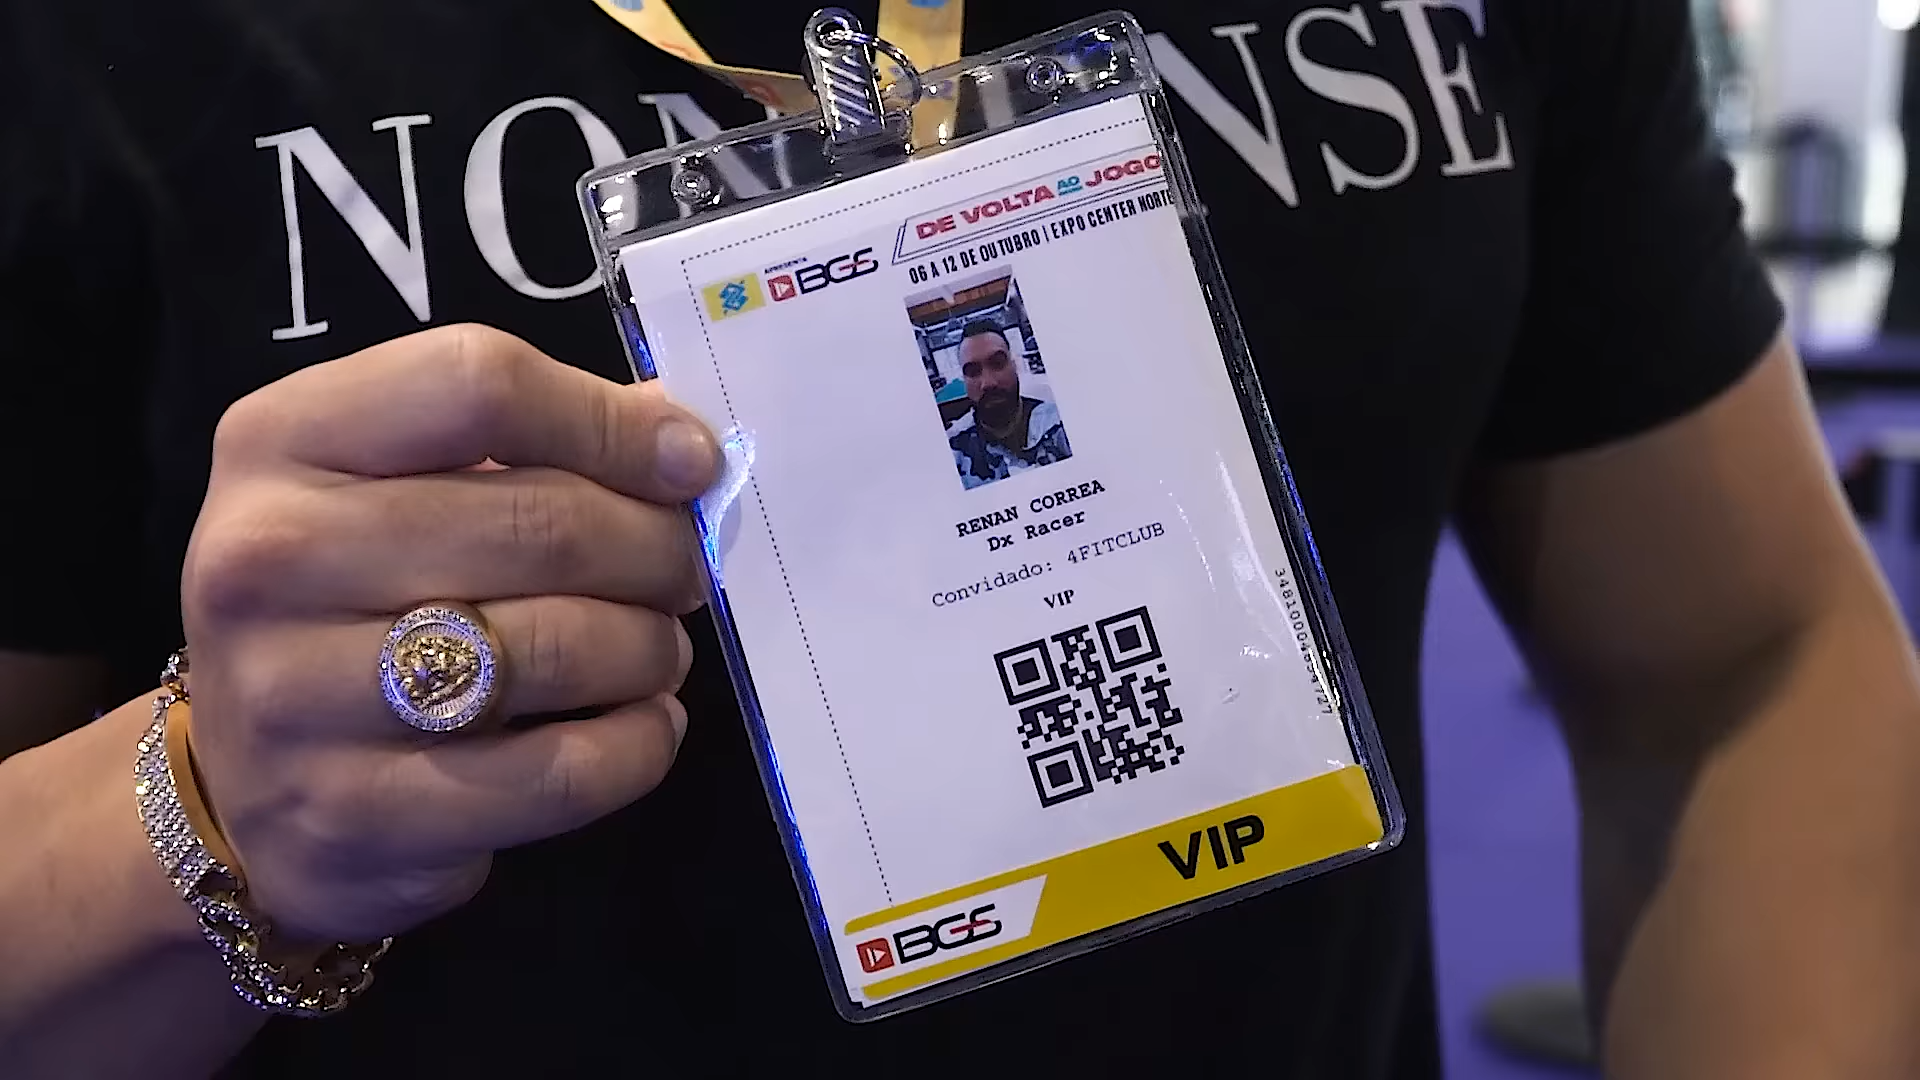 NON NSE
DE VOLTA AO JOGO
APRESENTA
BGS
06 A 12 DE OUTUBRO | EXPO CENTER NORTE
RENAN CORREA
Dx Racer
Convidado: 4FITCLUB
VIP
VIP
BGS